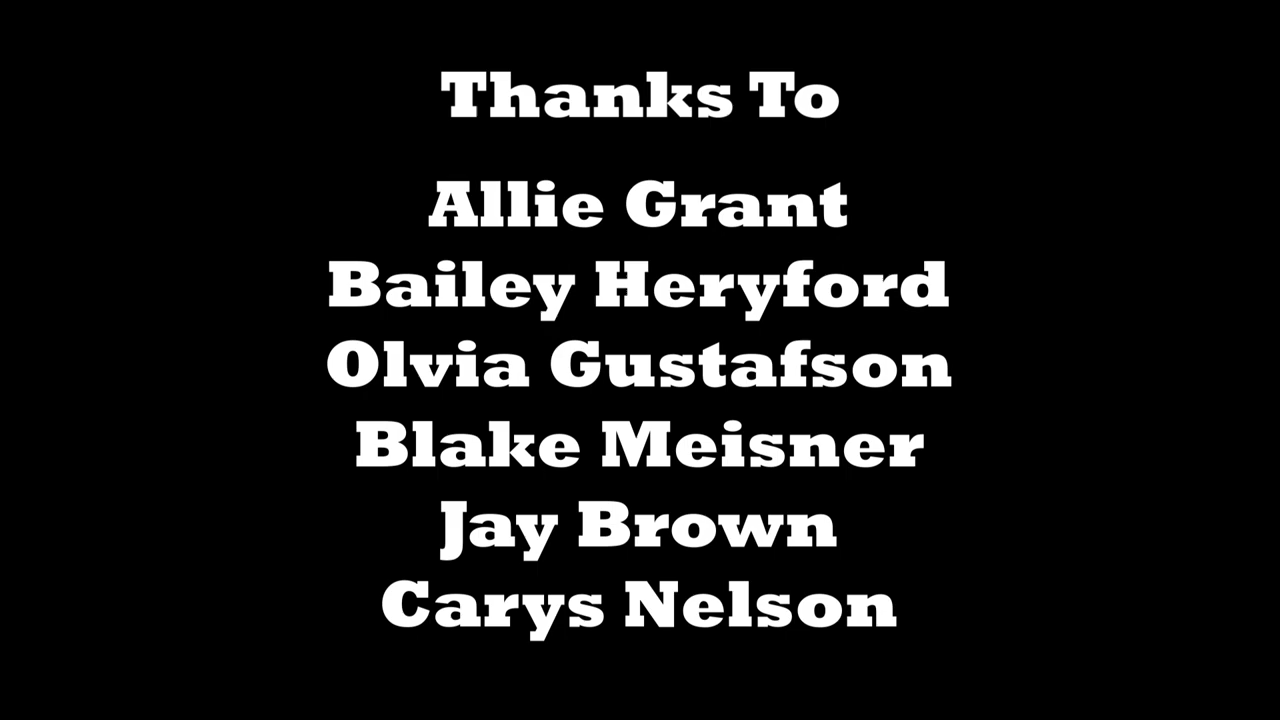 Thanks To
Allie Grant
Bailey Heryford
Olvia Gustafson
Blake Meisner
Jay Brown
Carys Nelson